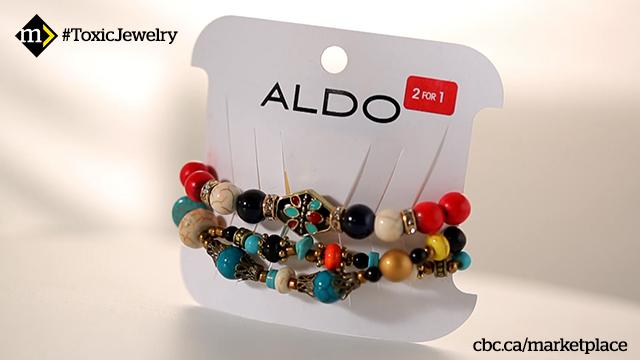 m #ToxicJewelry
ALDO
2 FOR 1
cbc.ca/marketplace